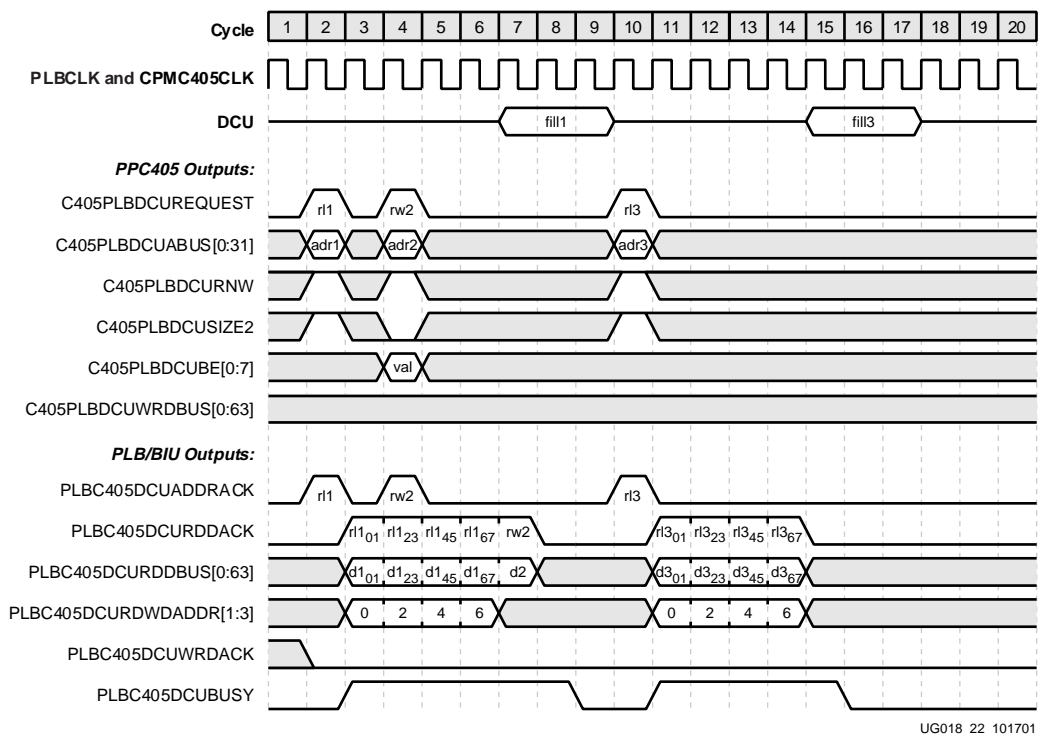 Cycle 1 2 3 4 5 6 7 8 9 10 11 12 13 14 15 16 17 18 19 20
PLBCLK and CPMC405CLK
DCU fill1 fill3
PPC405 Outputs:
C405PLBDCUREQUEST rl1 rw2 rl3
C405PLBDCUABUS[0:31] adr1 adr2 adr3
C405PLBDCURNW
C405PLBDCUSIZE2
C405PLBDCUBE[0:7] val
C405PLBDCUWRDBUS[0:63]
PLB/BIU Outputs:
PLBC405DCUADDRACK rl1 rw2 rl3
PLBC405DCURDDACK rl1₀₁ rl1₂₃ rl1₄₅ rl1₆₇ rw2 rl3₀₁ rl3₂₃ rl3₄₅ rl3₆₇
PLBC405DCURDDBUS[0:63] d1₀₁ d1₂₃ d1₄₅ d1₆₇ d2 d3₀₁ d3₂₃ d3₄₅ d3₆₇
PLBC405DCURDWDADDR[1:3] 0 2 4 6 0 2 4 6
PLBC405DCUWRDACK
PLBC405DCUBUSY
UG018_22_101701